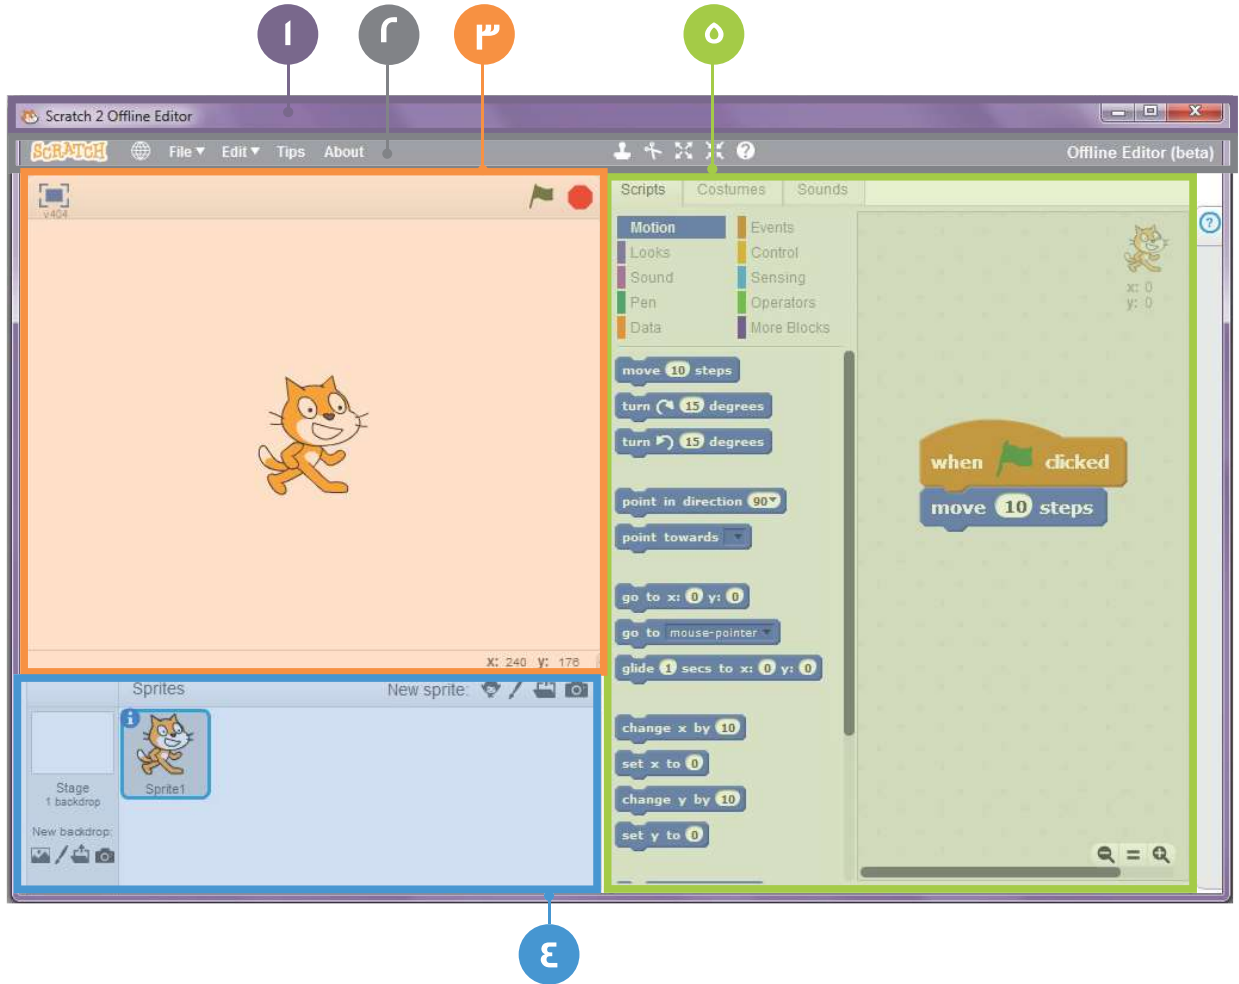 ١ ٢ ٣ ٥
Scratch 2 Offline Editor
SCRATCH File Edit Tips About Offline Editor (beta)
v404
Scripts Costumes Sounds
Motion Events
Looks Control
Sound Sensing
Pen Operators
Data More Blocks
x: 0
y: 0
move 10 steps
turn 15 degrees
turn 15 degrees
point in direction 90
point towards
go to x: 0 y: 0
go to mouse-pointer
glide 1 secs to x: 0 y: 0
change x by 10
set x to 0
change y by 10
set y to 0
when clicked
move 10 steps
x: 240 y: 176
Sprites New sprite:
Stage
1 backdrop
New backdrop:
Sprite1
٤